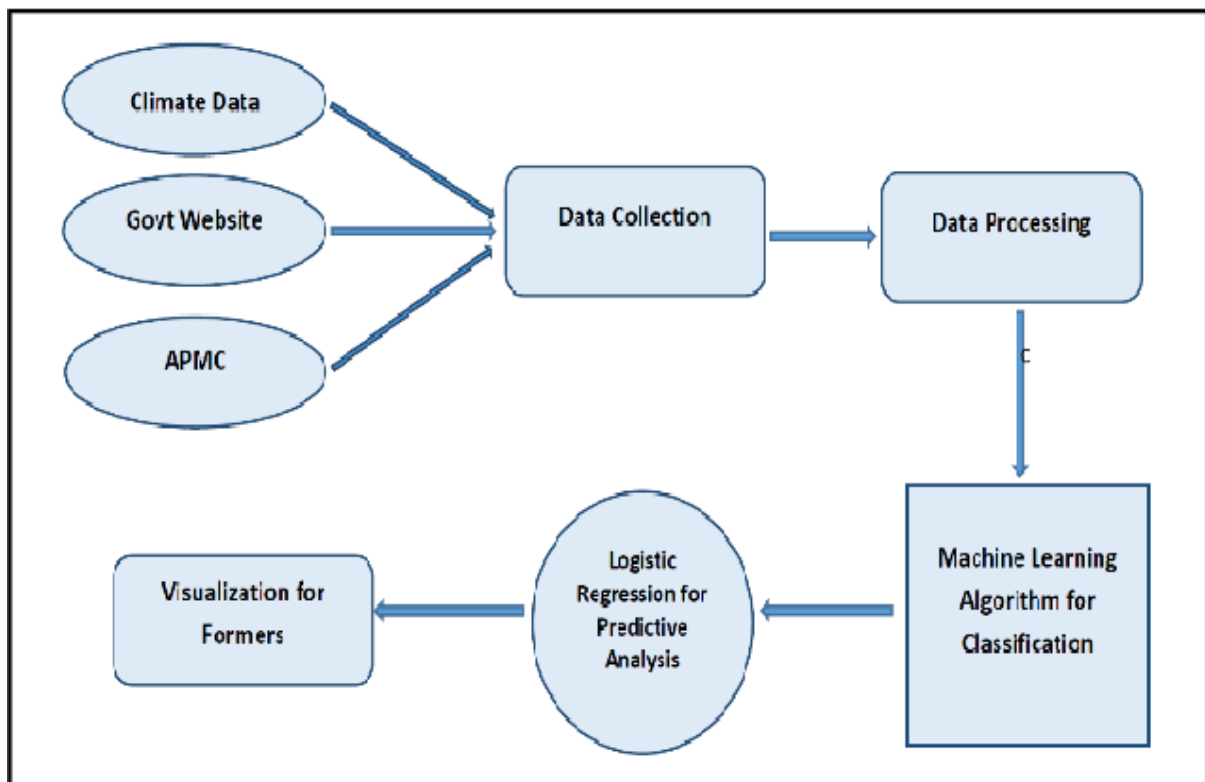 Climate Data
Govt Website
APMC
Data Collection
Data Processing
C
Machine Learning
Algorithm for
Classification
Logistic
Regression for
Predictive
Analysis
Visualization for
Formers